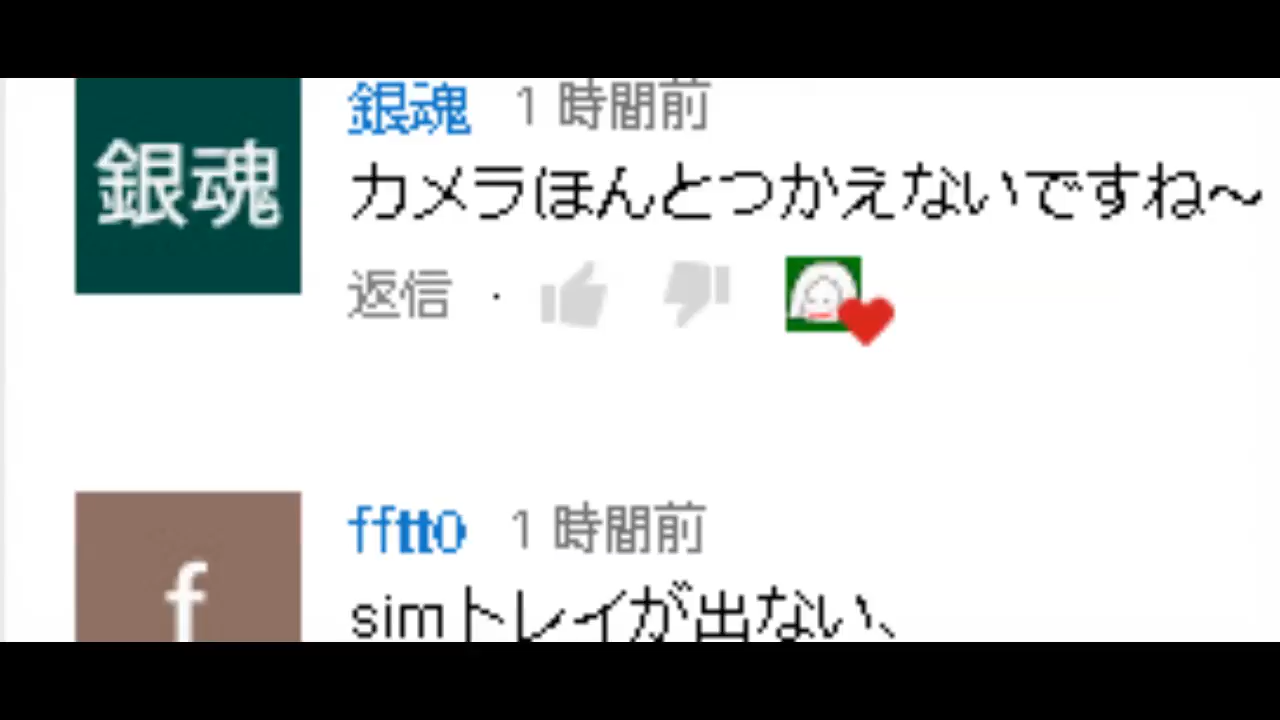 銀魂
銀魂 1 時間前
カメラほんとつかえないですね～
返信 ·
f
ffttO 1 時間前
simトレイが出ない、